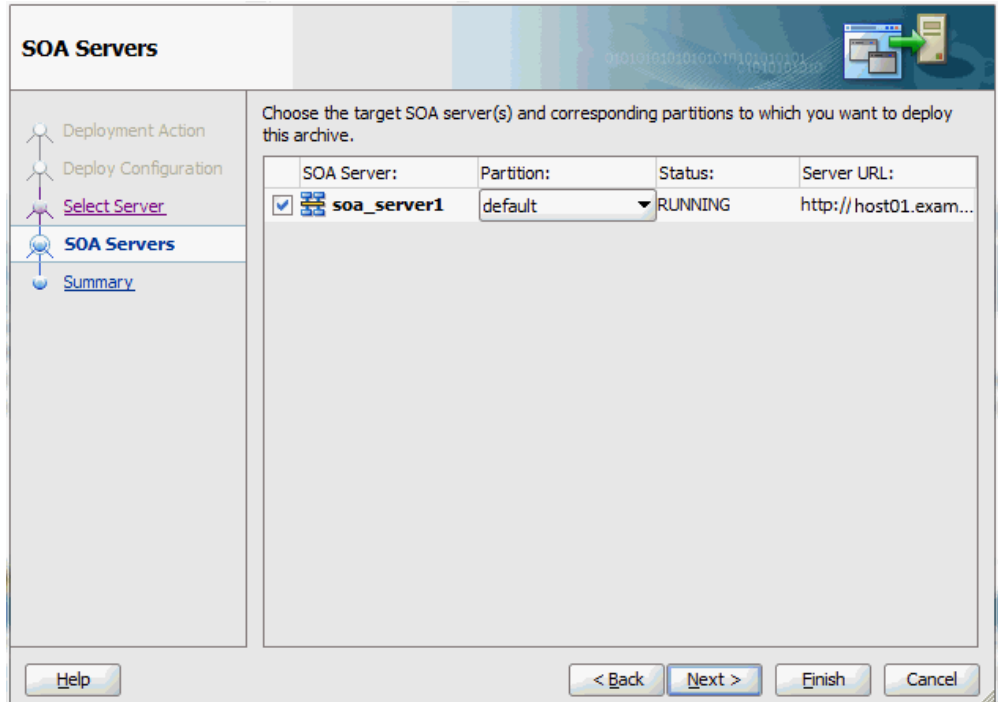 SOA Servers
Deployment Action
Deploy Configuration
Select Server
SOA Servers
Summary
Choose the target SOA server(s) and corresponding partitions to which you want to deploy
this archive.
SOA Server: Partition: Status: Server URL:
soa_server1 default RUNNING http://host01.exam...
Help < Back Next > Finish Cancel